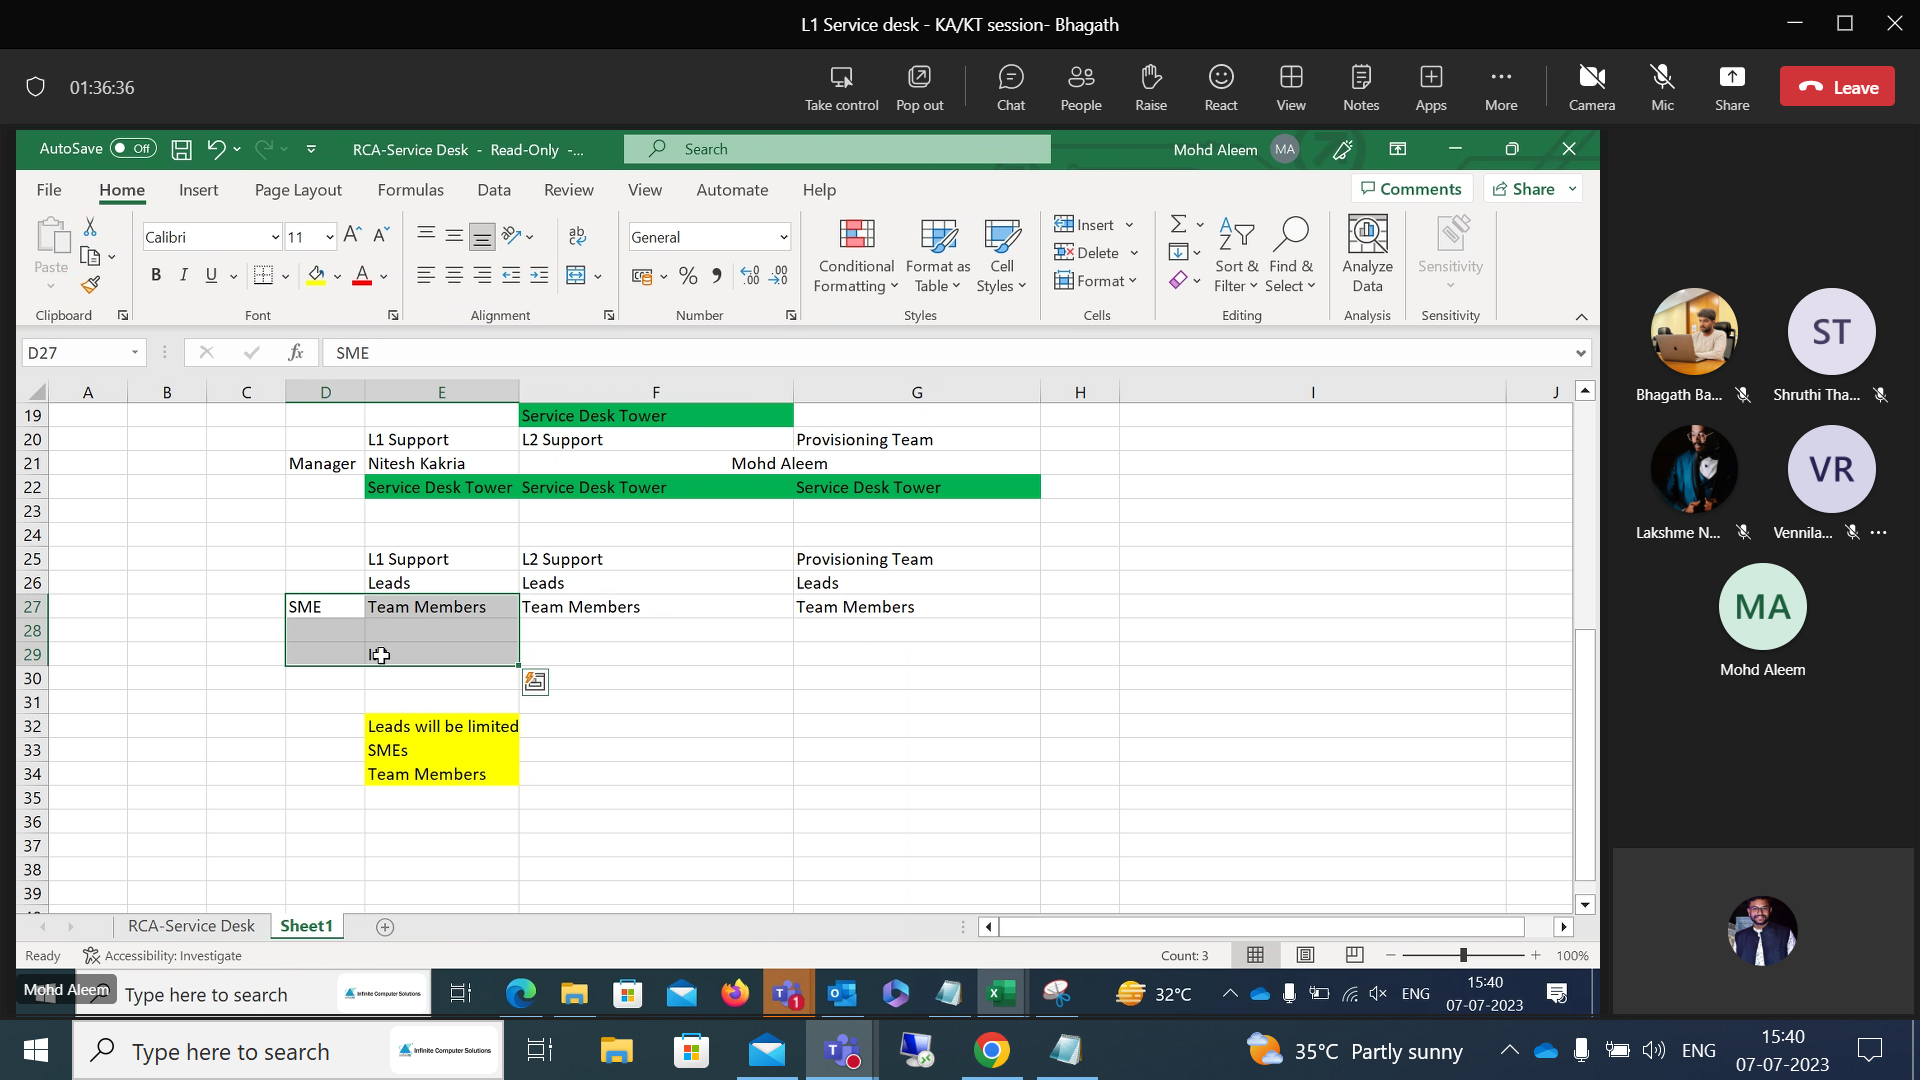 L1 Service desk - KA/KT session- Bhagath
01:36:36
Take control
Pop out
Chat
People
Raise
React
View
Notes
Apps
More
Camera
Mic
Share
Leave
AutoSave Off
RCA-Service Desk - Read-Only -...
Search
Mohd Aleem MA
File Home Insert Page Layout Formulas Data Review View Automate Help
Comments
Share
Paste
Calibri 11
B I U
General
Conditional Formatting
Format as Table
Cell Styles
Insert
Delete
Format
Sort & Filter
Find & Select
Analyze Data
Sensitivity
Clipboard Font Alignment Number Styles Cells Editing Analysis Sensitivity
D27 fx SME
A B C D E F G H I J
19 Service Desk Tower
20 L1 Support L2 Support Provisioning Team
21 Manager Nitesh Kakria Mohd Aleem
22 Service Desk Tower Service Desk Tower Service Desk Tower
23
24
25 L1 Support L2 Support Provisioning Team
26 Leads Leads Leads
27 SME Team Members Team Members Team Members
28
29
30
31
32 Leads will be limited
33 SMEs
34 Team Members
35
36
37
38
39
RCA-Service Desk Sheet1
Ready Accessibility: Investigate Count: 3 100%
Mohd Aleem
Type here to search
Infinite Computer Solutions
32°C
ENG
15:40
07-07-2023
Bhagath Ba...
ST
Shruthi Tha...
Lakshme N...
VR
Vennila...
MA
Mohd Aleem
Type here to search
Infinite Computer Solutions
35°C Partly sunny
ENG
15:40
07-07-2023